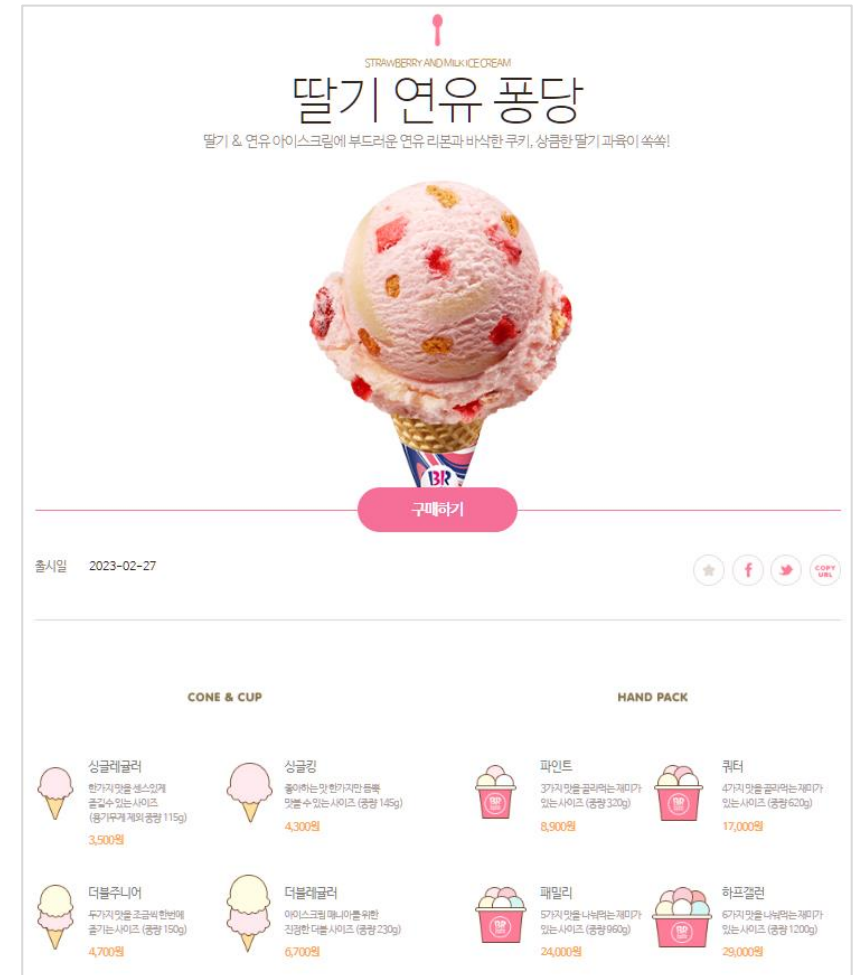 STRAWBERRY AND MILK ICE CREAM
딸기 연유 퐁당
딸기 & 연유 아이스크림에 부드러운 연유 리본과 바삭한 쿠키, 상큼한 딸기 과육이 쏙쏙!
BR
구매하기
출시일 2023-02-27
f
COPY
URL
CONE & CUP
싱글레귤러
한가지 맛을 센스있게
즐길수 있는 사이즈
(용기무게 제외 중량 115g)
3,500원
싱글킹
좋아하는 맛 한가지만 듬뿍
맛볼 수 있는 사이즈 (중량 145g)
4,300원
더블주니어
두가지 맛을 조금씩 한번에
즐기는 사이즈 (중량 150g)
4,700원
더블레귤러
아이스크림 매니아를 위한
진정한 더블 사이즈 (중량 230g)
6,700원
HAND PACK
파인트
3가지 맛을 골라먹는 재미가
있는 사이즈 (중량 320g)
8,900원
쿼터
4가지 맛을 골라먹는 재미가
있는 사이즈 (중량 620g)
17,000원
패밀리
5가지 맛을 나눠먹는 재미가
있는 사이즈 (중량 960g)
24,000원
하프갤런
6가지 맛을 나눠먹는 재미가
있는 사이즈 (중량 1200g)
29,000원